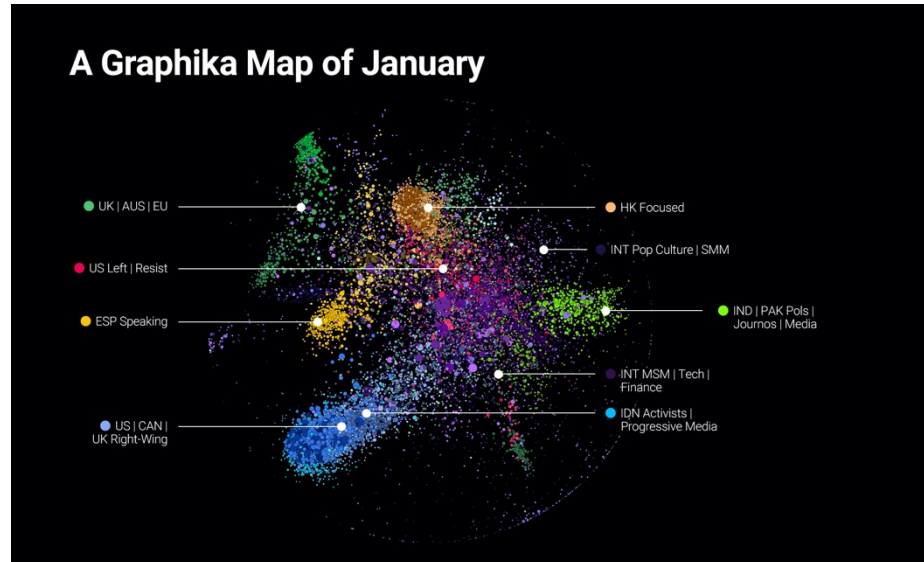 A Graphika Map of January
UK | AUS | EU
HK Focused
INT Pop Culture | SMM
US Left | Resist
ESP Speaking
IND | PAK Pols |
Journos | Media
INT MSM | Tech |
Finance
IDN Activists |
Progressive Media
US | CAN |
UK Right-Wing